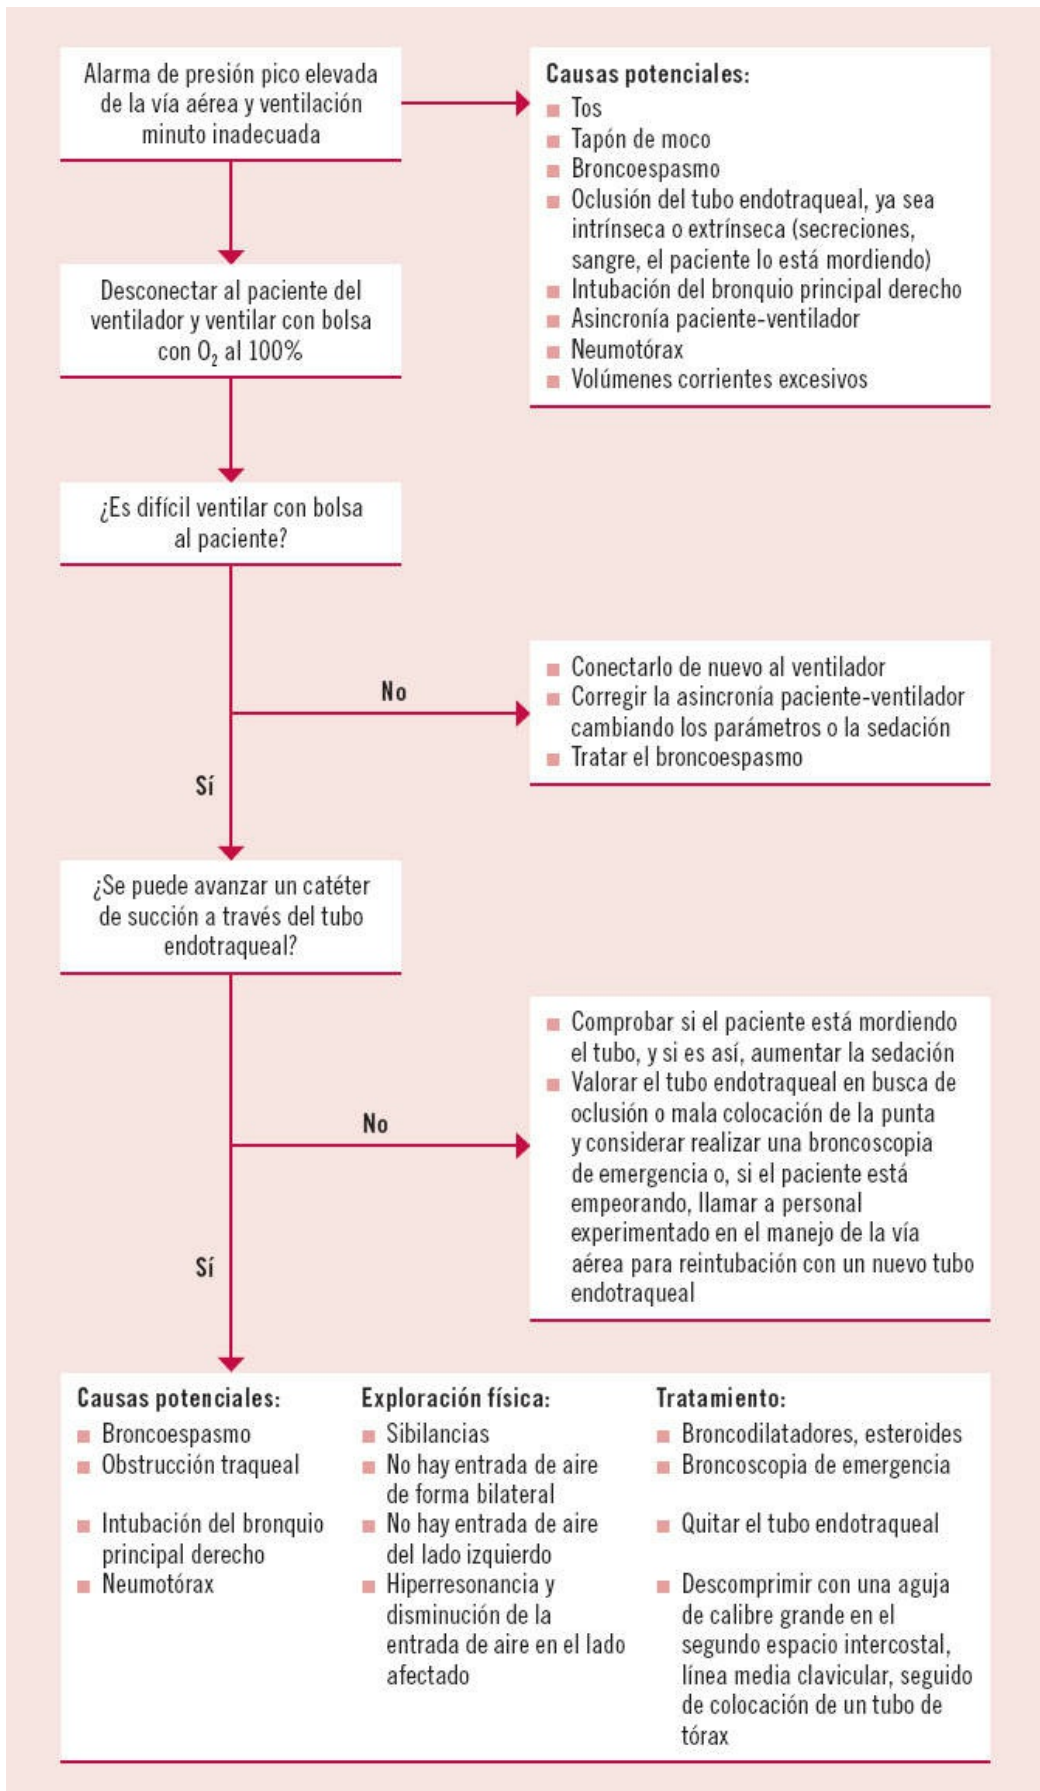 Alarma de presión pico elevada
de la vía aérea y ventilación
minuto inadecuada
Causas potenciales:
Tos
Tapón de moco
Broncoespasmo
Oclusión del tubo endotraqueal, ya sea
intrínseca o extrínseca (secreciones,
sangre, el paciente lo está mordiendo)
Intubación del bronquio principal derecho
Asincronía paciente-ventilador
Neumotórax
Volúmenes corrientes excesivos
Desconectar al paciente del
ventilador y ventilar con bolsa
con O₂ al 100%
¿Es difícil ventilar con bolsa
al paciente?
No
Conectarlo de nuevo al ventilador
Corregir la asincronía paciente-ventilador
cambiando los parámetros o la sedación
Tratar el broncoespasmo
Sí
¿Se puede avanzar un catéter
de succión a través del tubo
endotraqueal?
No
Comprobar si el paciente está mordiendo
el tubo, y si es así, aumentar la sedación
Valorar el tubo endotraqueal en busca de
oclusión o mala colocación de la punta
y considerar realizar una broncoscopia
de emergencia o, si el paciente está
empeorando, llamar a personal
experimentado en el manejo de la vía
aérea para reintubación con un nuevo tubo
endotraqueal
Sí
Causas potenciales:
Broncoespasmo
Obstrucción traqueal
Intubación del bronquio
principal derecho
Neumotórax
Exploración física:
Sibilancias
No hay entrada de aire
de forma bilateral
No hay entrada de aire
del lado izquierdo
Hiperresonancia y
disminución de la
entrada de aire en el lado
afectado
Tratamiento:
Broncodilatadores, esteroides
Broncoscopia de emergencia
Quitar el tubo endotraqueal
Descomprimir con una aguja
de calibre grande en el
segundo espacio intercostal,
línea media clavicular, seguido
de colocación de un tubo de
tórax